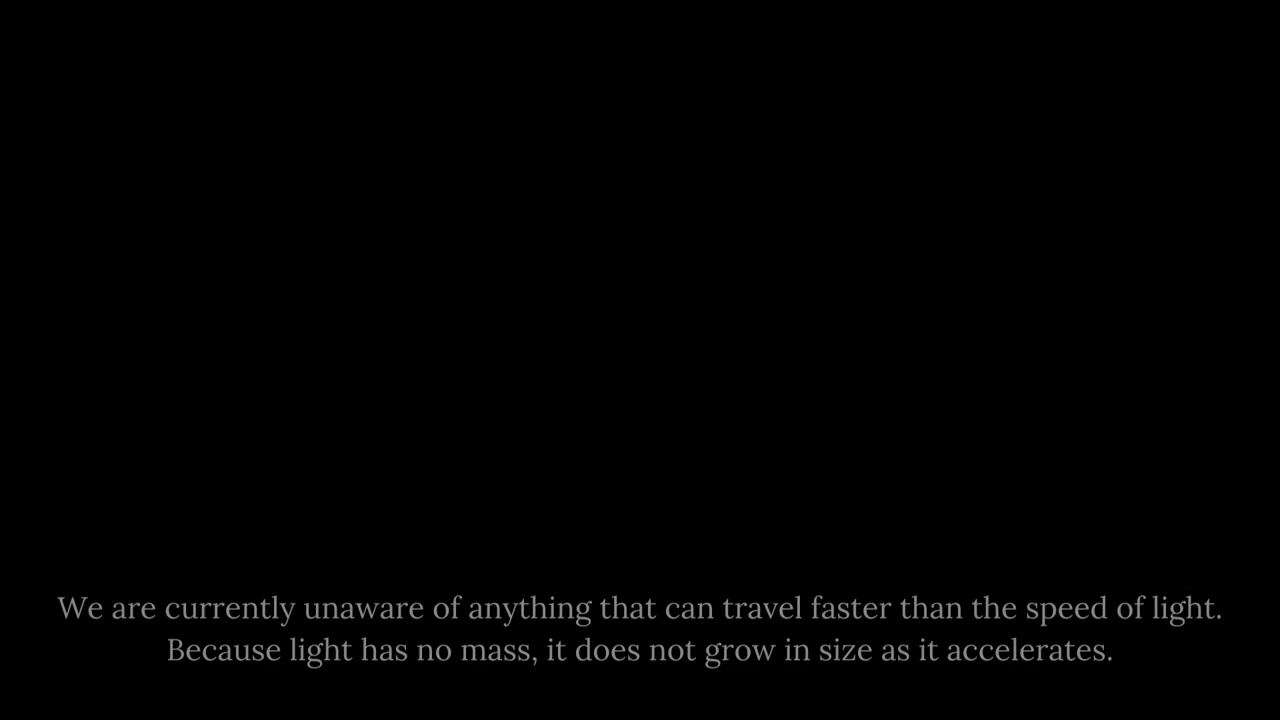 We are currently unaware of anything that can travel faster than the speed of light.
Because light has no mass, it does not grow in size as it accelerates.